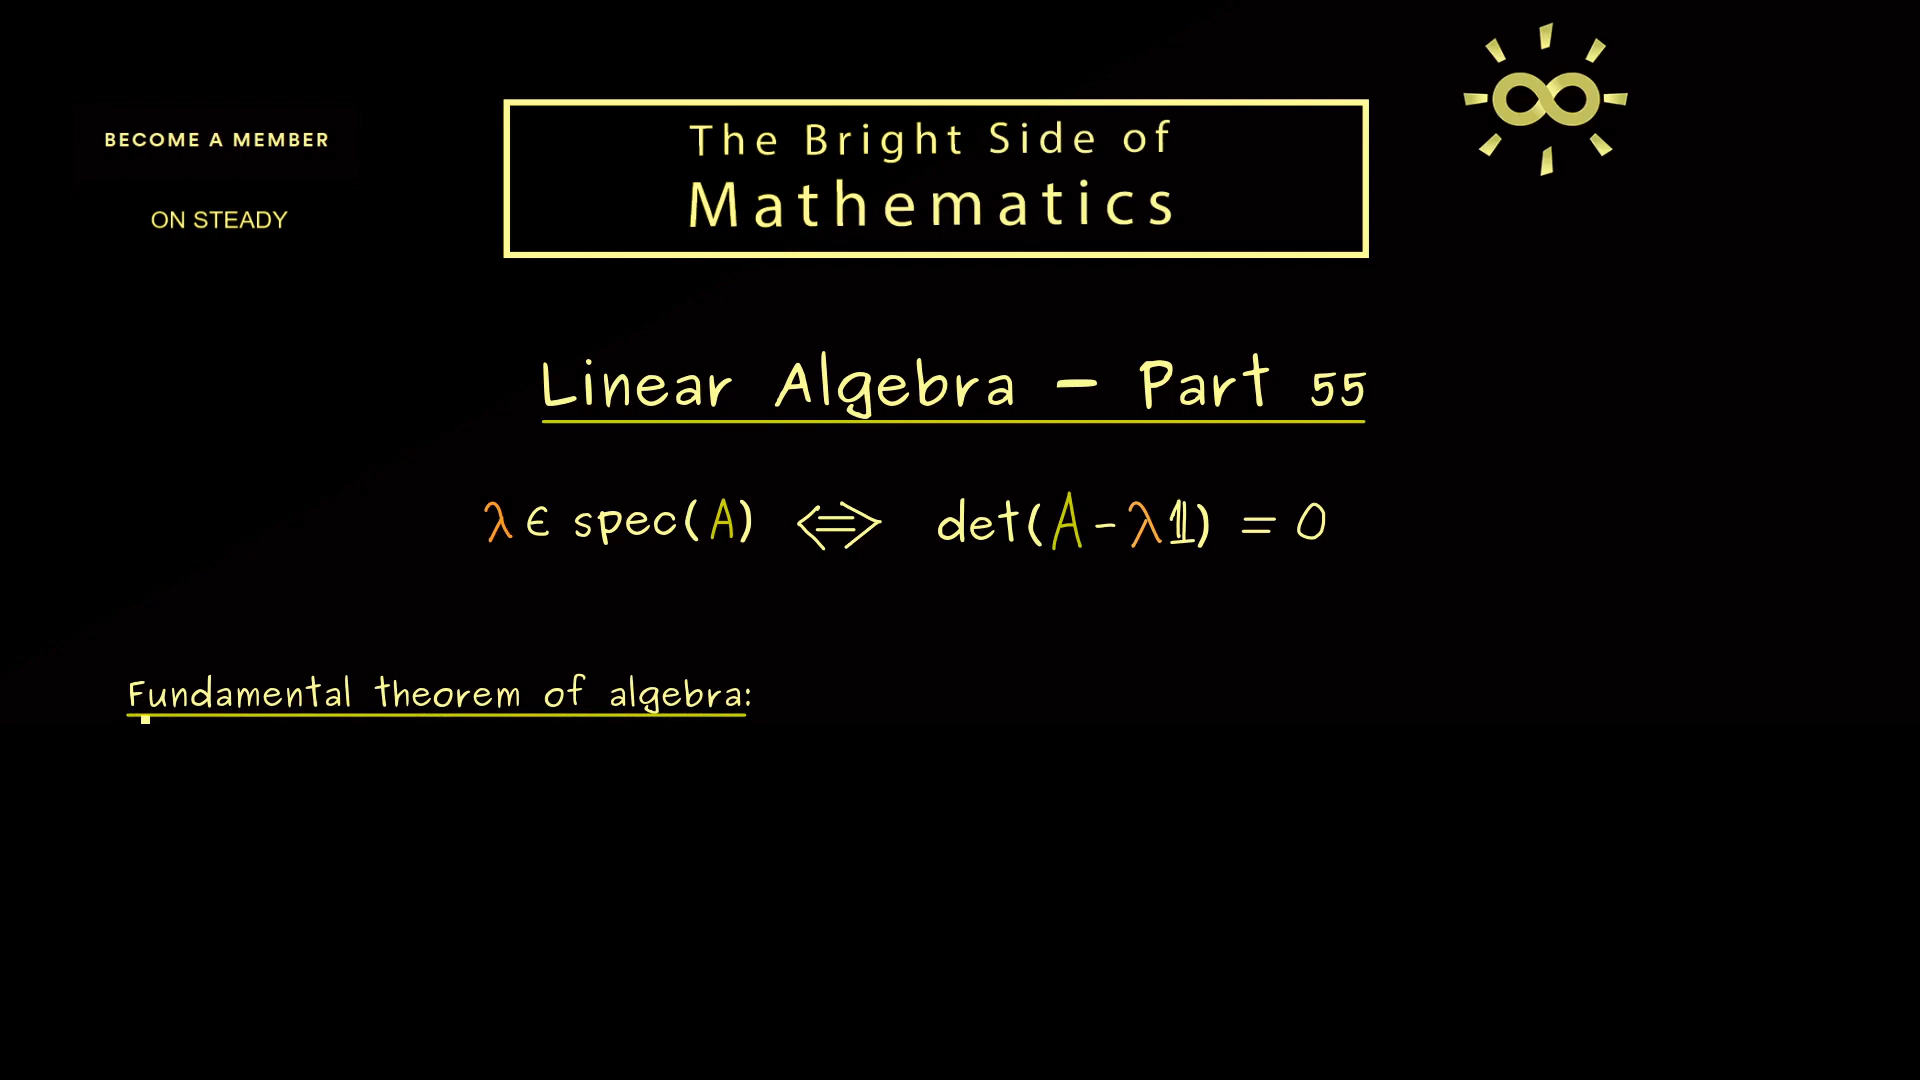 BECOME A MEMBER
ON STEADY
The Bright Side of
Mathematics
Linear Algebra – Part 55
λ ∈ spec(A) ⟺ det(A - λ𝟙) = 0
Fundamental theorem of algebra: